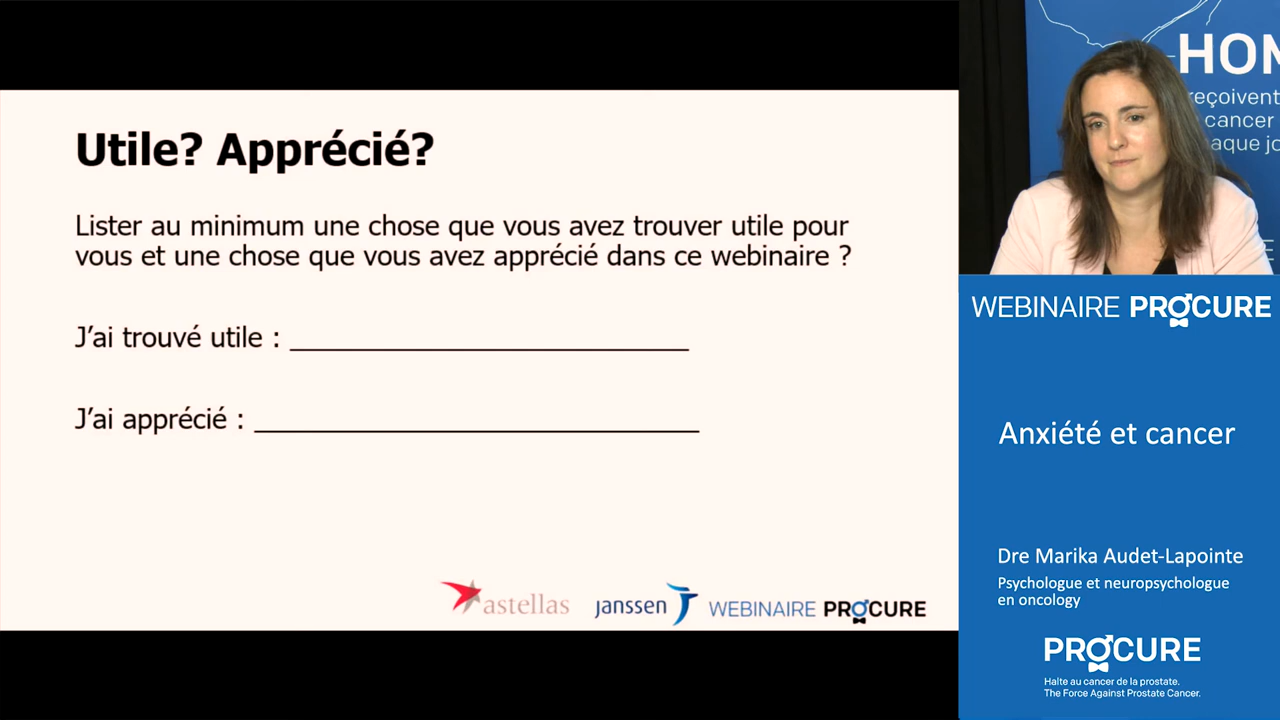 Utile? Apprécié?
Lister au minimum une chose que vous avez trouver utile pour
vous et une chose que vous avez apprécié dans ce webinaire ?
J’ai trouvé utile : ______________________________
J’ai apprécié : _________________________________
astellas
janssen
WEBINAIRE PROCURE
HOM
reçoivent
cancer
aque jo
WEBINAIRE PROCURE
Anxiété et cancer
Dre Marika Audet-Lapointe
Psychologue et neuropsychologue
en oncology
PROCURE
Halte au cancer de la prostate.
The Force Against Prostate Cancer.